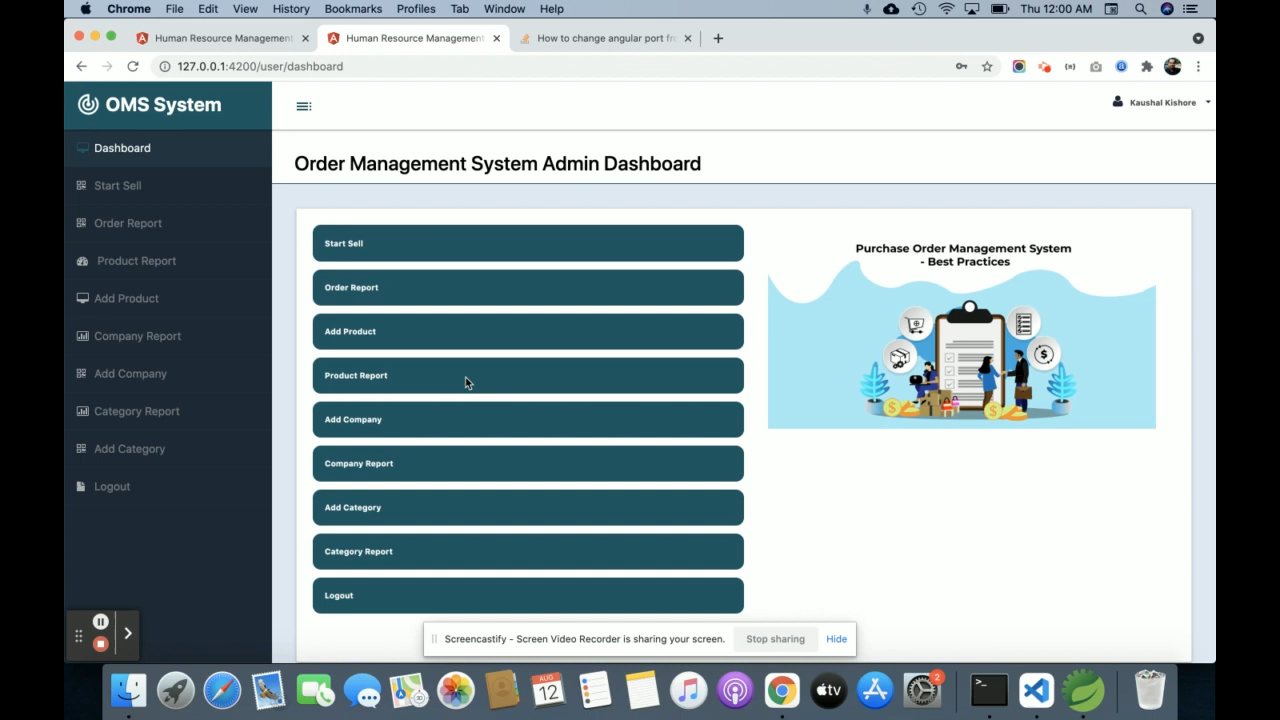 Chrome File Edit View History Bookmarks Profiles Tab Window Help Thu 12:00 AM
Human Resource Management Human Resource Management How to change angular port fr
127.0.0.1:4200/user/dashboard
OMS System
Kaushal Kishore
Dashboard
Start Sell
Order Report
Product Report
Add Product
Company Report
Add Company
Category Report
Add Category
Logout
Order Management System Admin Dashboard
Start Sell
Order Report
Add Product
Product Report
Add Company
Company Report
Add Category
Category Report
Logout
Purchase Order Management System
- Best Practices
Screencastify - Screen Video Recorder is sharing your screen. Stop sharing Hide
AUG
12
tv
2